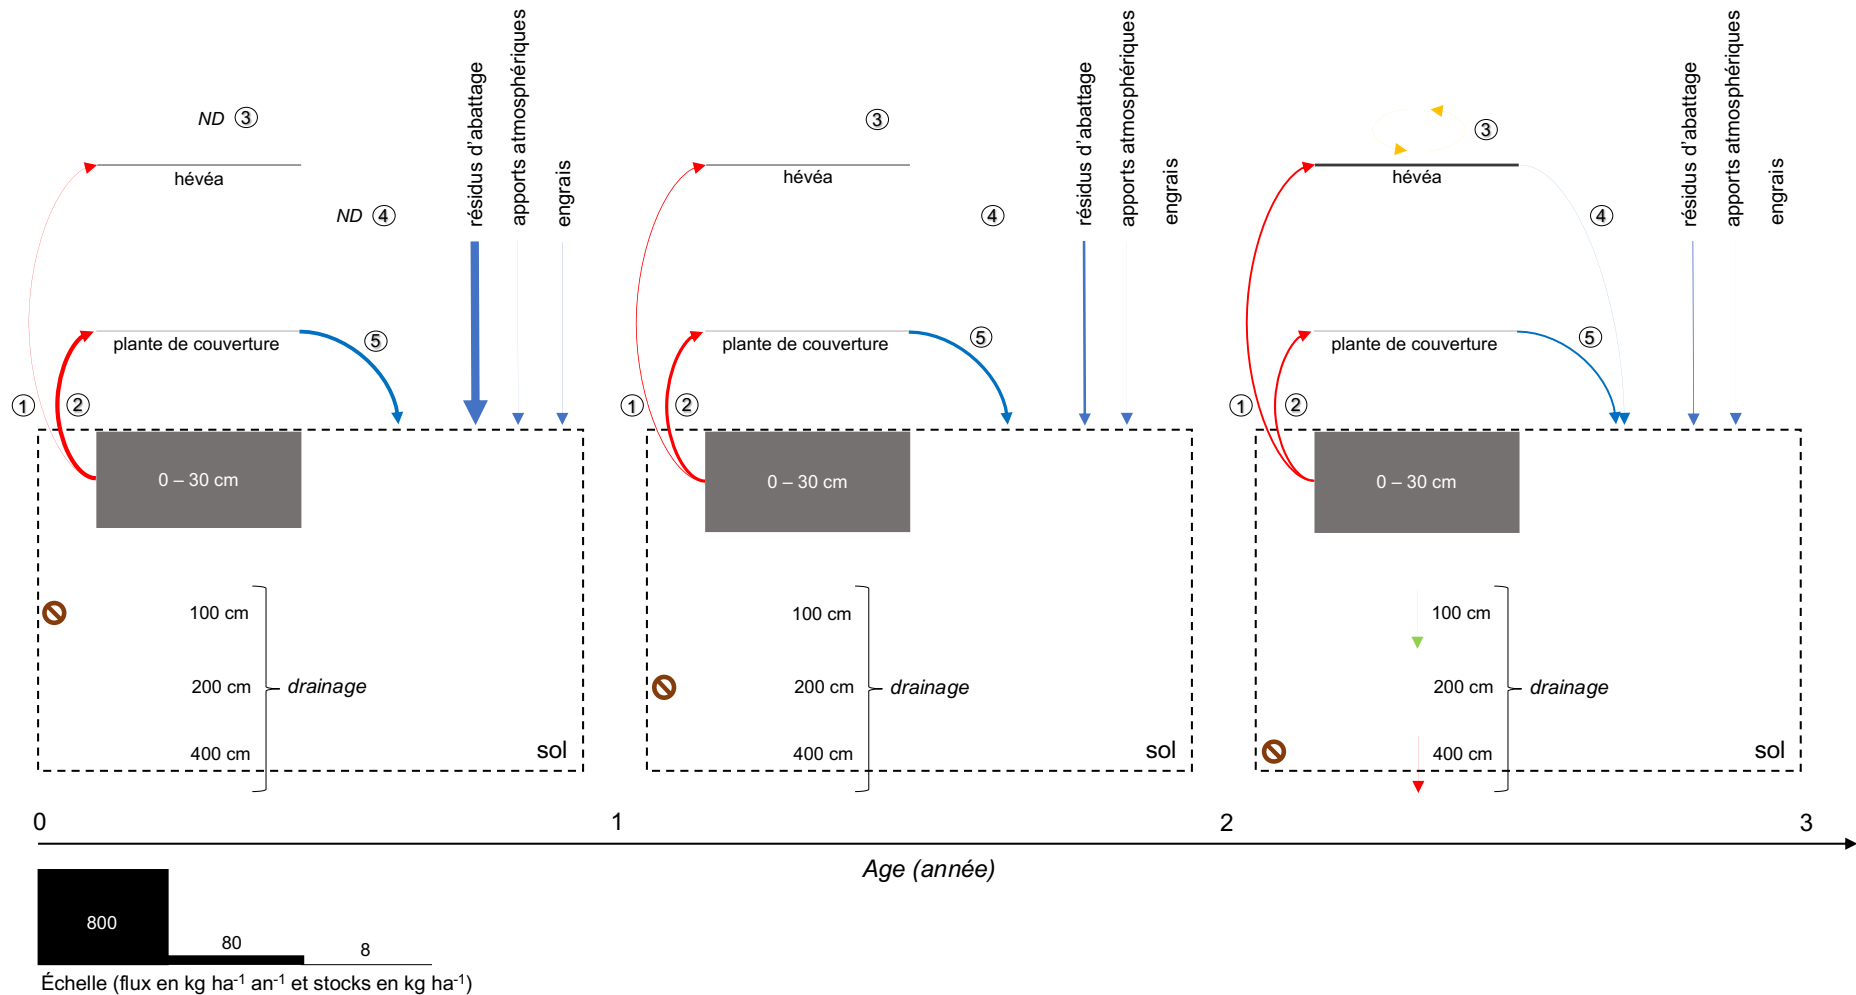 ND ③
hévéa
ND ④
résidus d'abattage
apports atmosphériques
engrais
plante de couverture
⑤
①
②
0 – 30 cm
100 cm
200 cm
400 cm
drainage
sol
③
hévéa
④
résidus d'abattage
apports atmosphériques
engrais
plante de couverture
⑤
①
②
0 – 30 cm
100 cm
200 cm
400 cm
drainage
sol
③
hévéa
④
résidus d'abattage
apports atmosphériques
engrais
plante de couverture
⑤
①
②
0 – 30 cm
100 cm
200 cm
400 cm
drainage
sol
0 1 2 3
Age (année)
800
80
8
Échelle (flux en kg ha⁻¹ an⁻¹ et stocks en kg ha⁻¹)